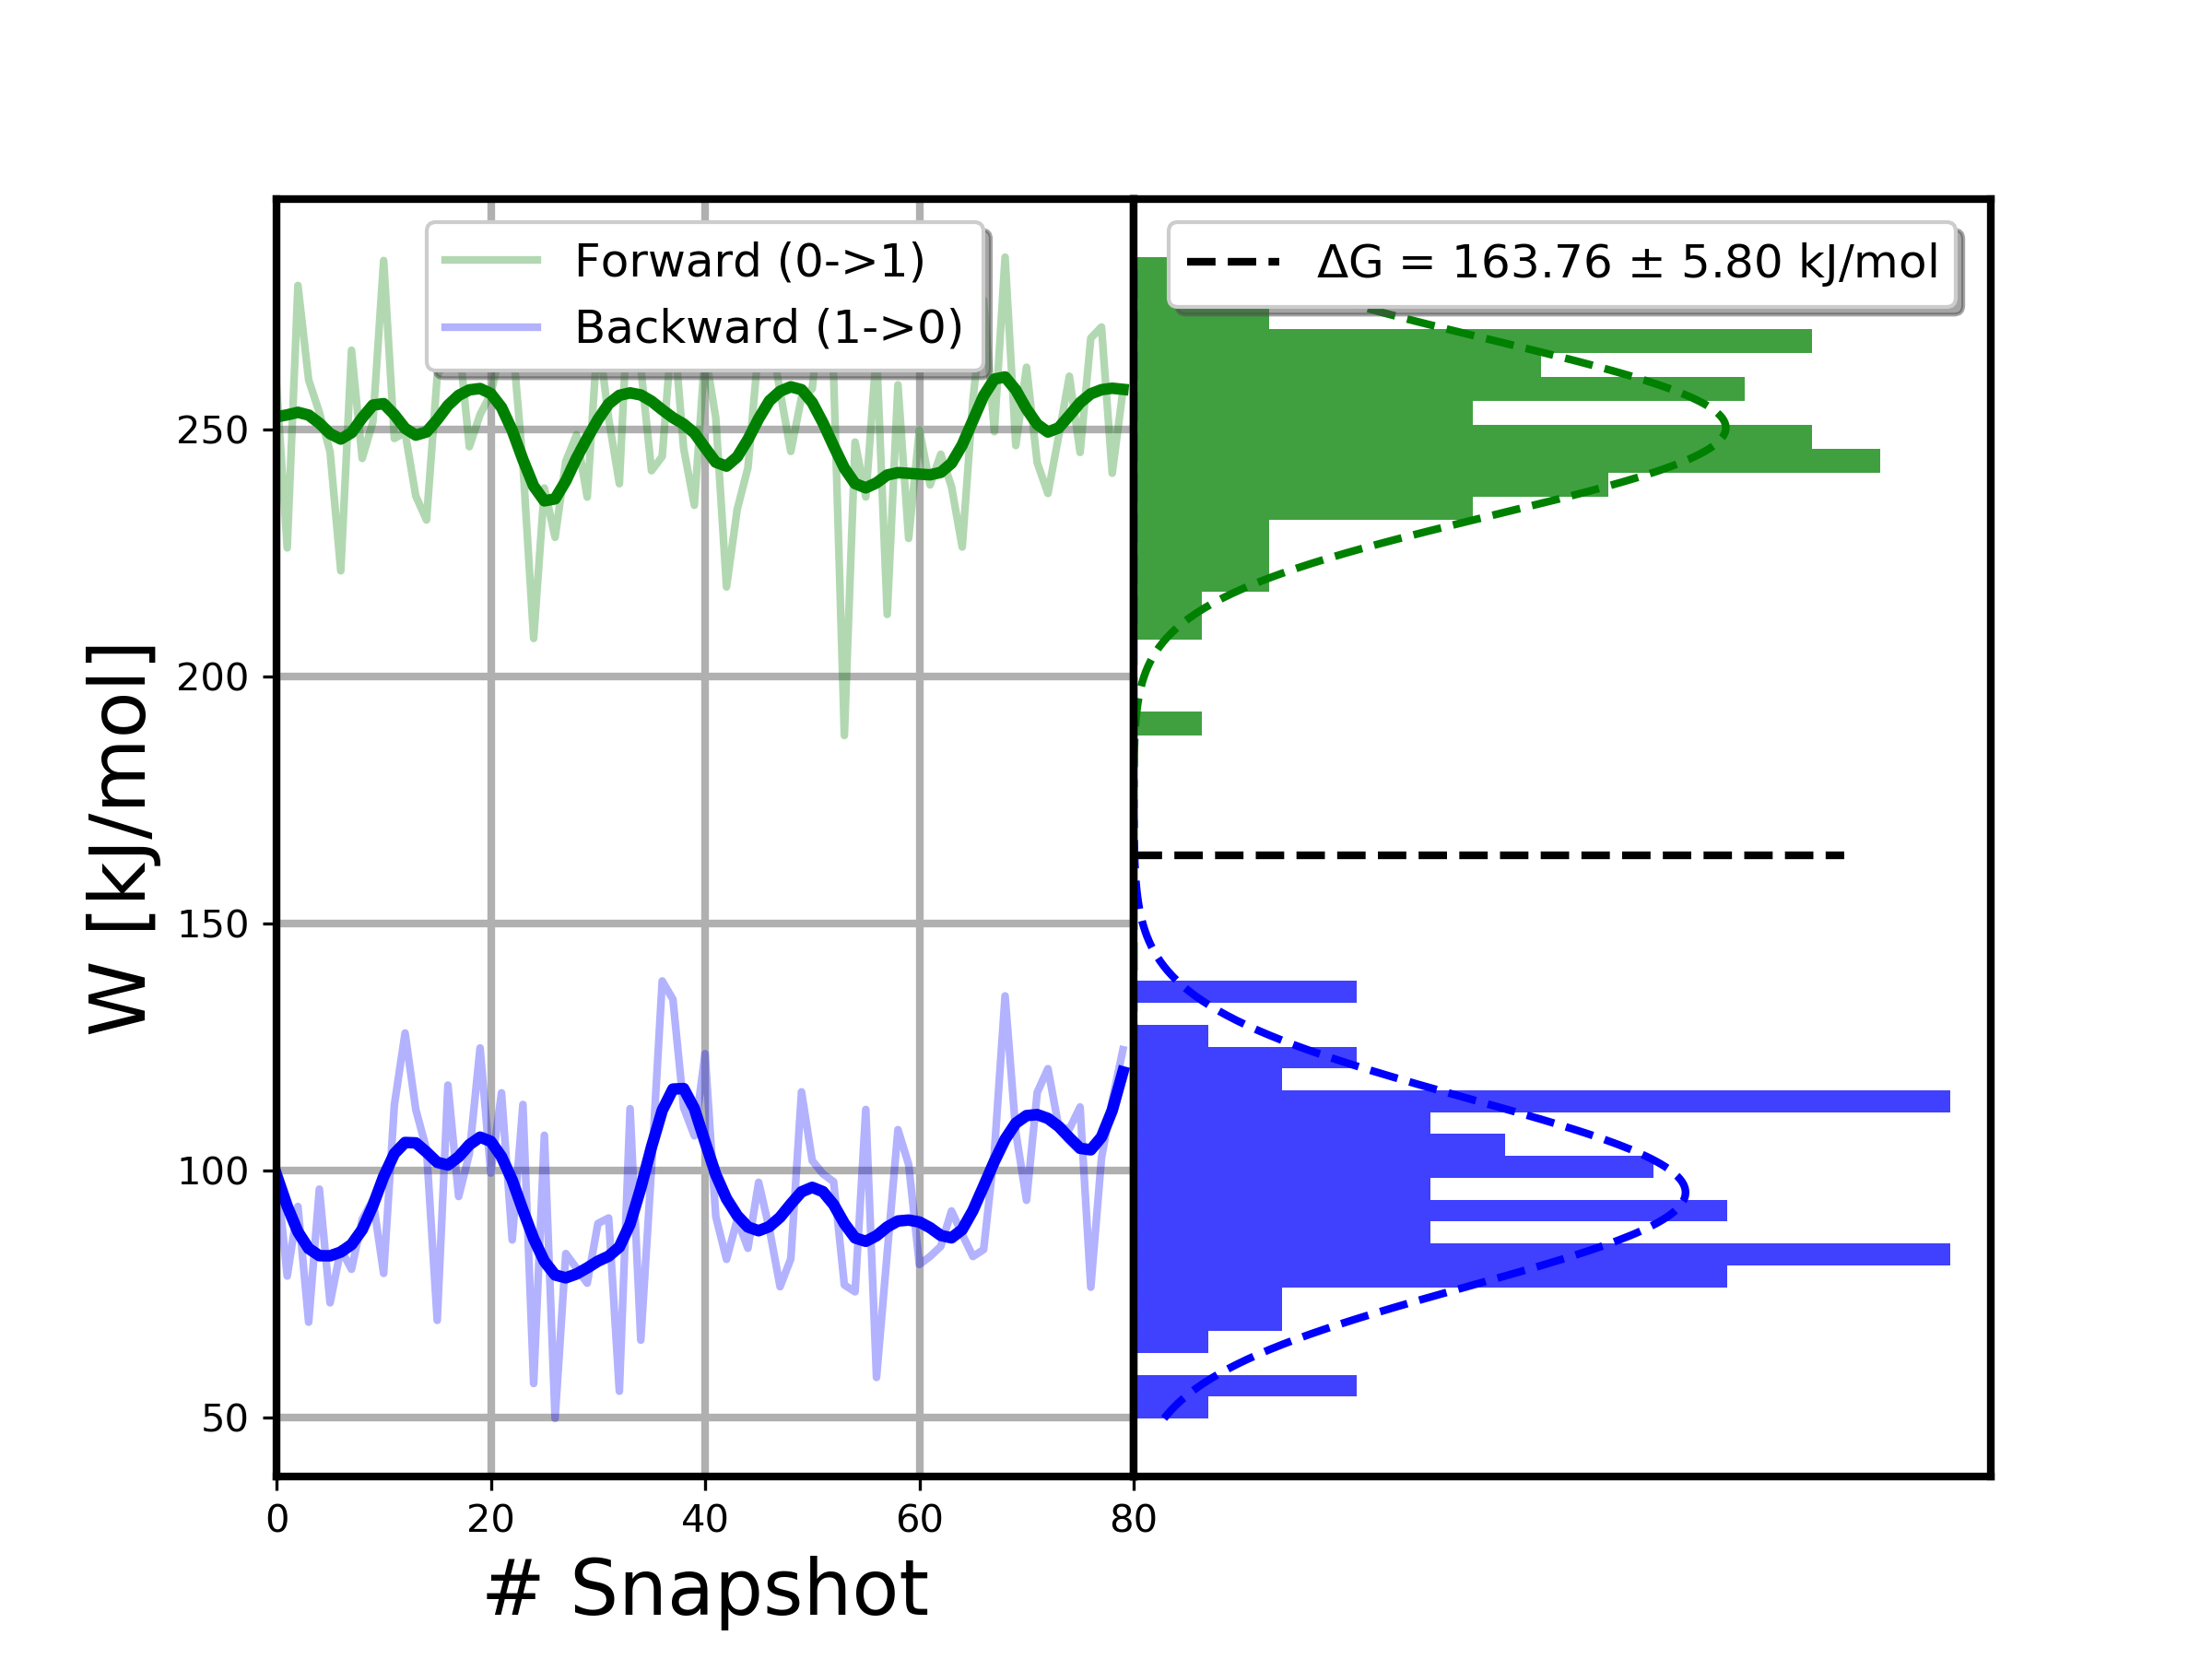 Forward (0->1)
Backward (1->0)
ΔG = 163.76 ± 5.80 kJ/mol
W [kJ/mol]
250
200
150
100
50
0 20 40 60 80
# Snapshot